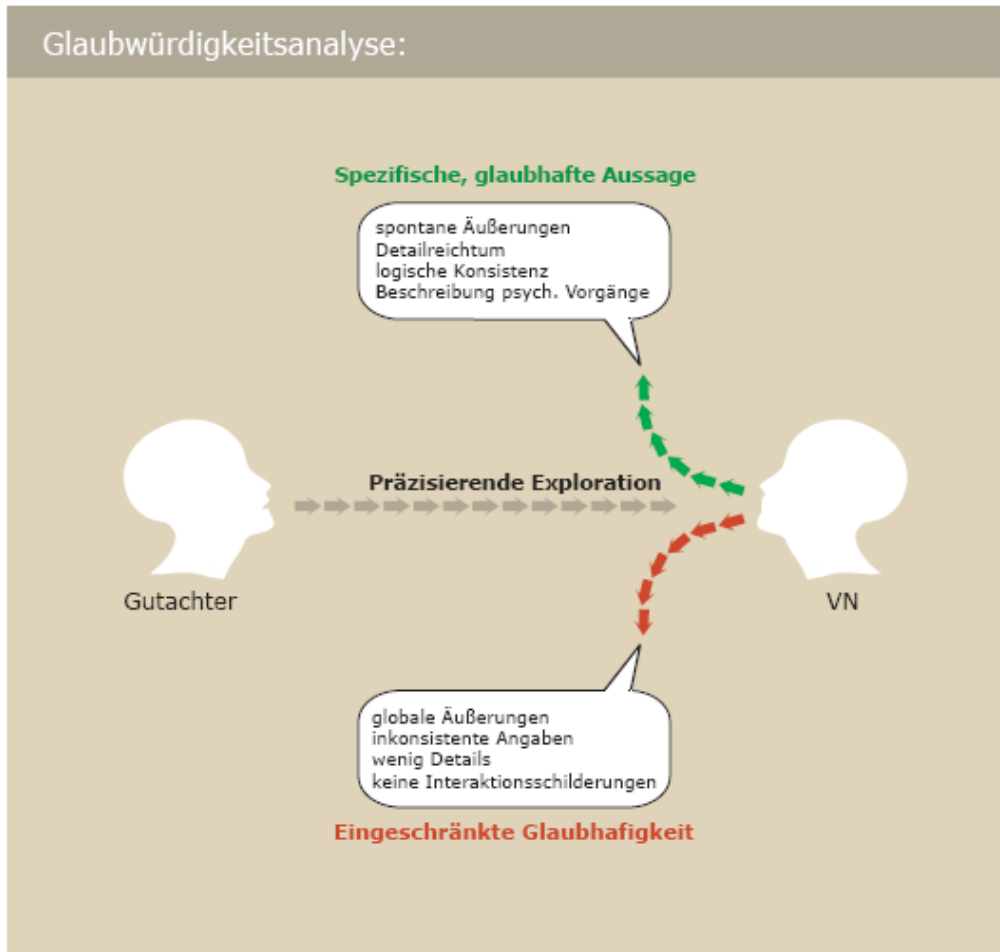 Glaubwürdigkeitsanalyse:
Spezifische, glaubhafte Aussage
spontane Äußerungen
Detailreichtum
logische Konsistenz
Beschreibung psych. Vorgänge
Präzisierende Exploration
Gutachter
VN
globale Äußerungen
inkonsistente Angaben
wenig Details
keine Interaktionsschilderungen
Eingeschränkte Glaubhafigkeit